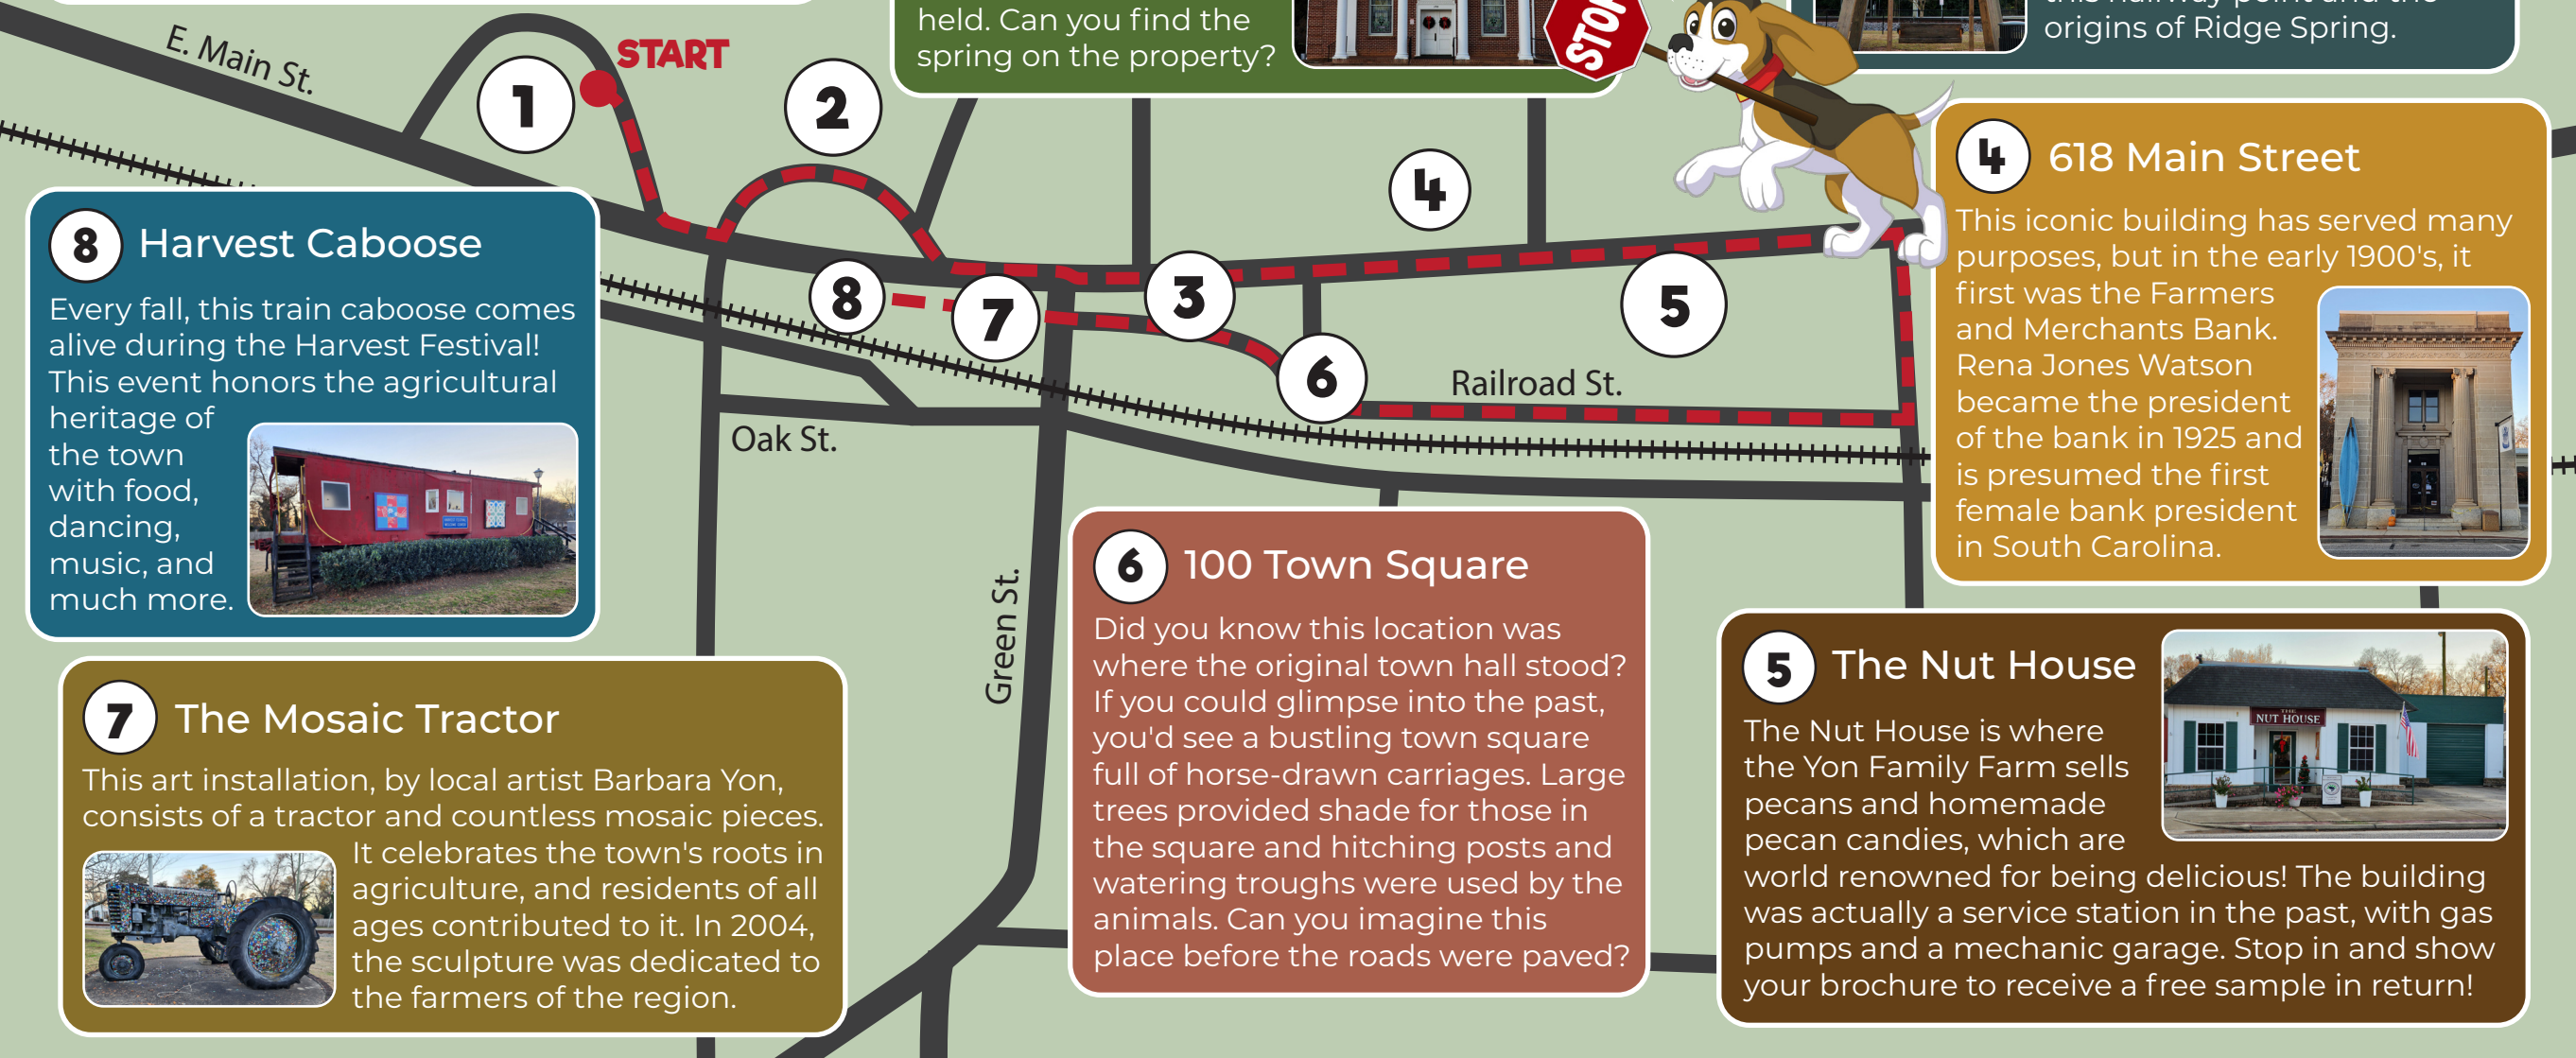 held. Can you find the
spring on the property?
STOP
origins of Ridge Spring.
E. Main St.
START
1
2
3
4
5
6
7
8
Railroad St.
Oak St.
Green St.
4 618 Main Street
This iconic building has served many
purposes, but in the early 1900's, it
first was the Farmers
and Merchants Bank.
Rena Jones Watson
became the president
of the bank in 1925 and
is presumed the first
female bank president
in South Carolina.
8 Harvest Caboose
Every fall, this train caboose comes
alive during the Harvest Festival!
This event honors the agricultural
heritage of
the town
with food,
dancing,
music, and
much more.
6 100 Town Square
Did you know this location was
where the original town hall stood?
If you could glimpse into the past,
you'd see a bustling town square
full of horse-drawn carriages. Large
trees provided shade for those in
the square and hitching posts and
watering troughs were used by the
animals. Can you imagine this
place before the roads were paved?
5 The Nut House
THE
NUT HOUSE
The Nut House is where
the Yon Family Farm sells
pecans and homemade
pecan candies, which are
world renowned for being delicious! The building
was actually a service station in the past, with gas
pumps and a mechanic garage. Stop in and show
your brochure to receive a free sample in return!
7 The Mosaic Tractor
This art installation, by local artist Barbara Yon,
consists of a tractor and countless mosaic pieces.
It celebrates the town's roots in
agriculture, and residents of all
ages contributed to it. In 2004,
the sculpture was dedicated to
the farmers of the region.